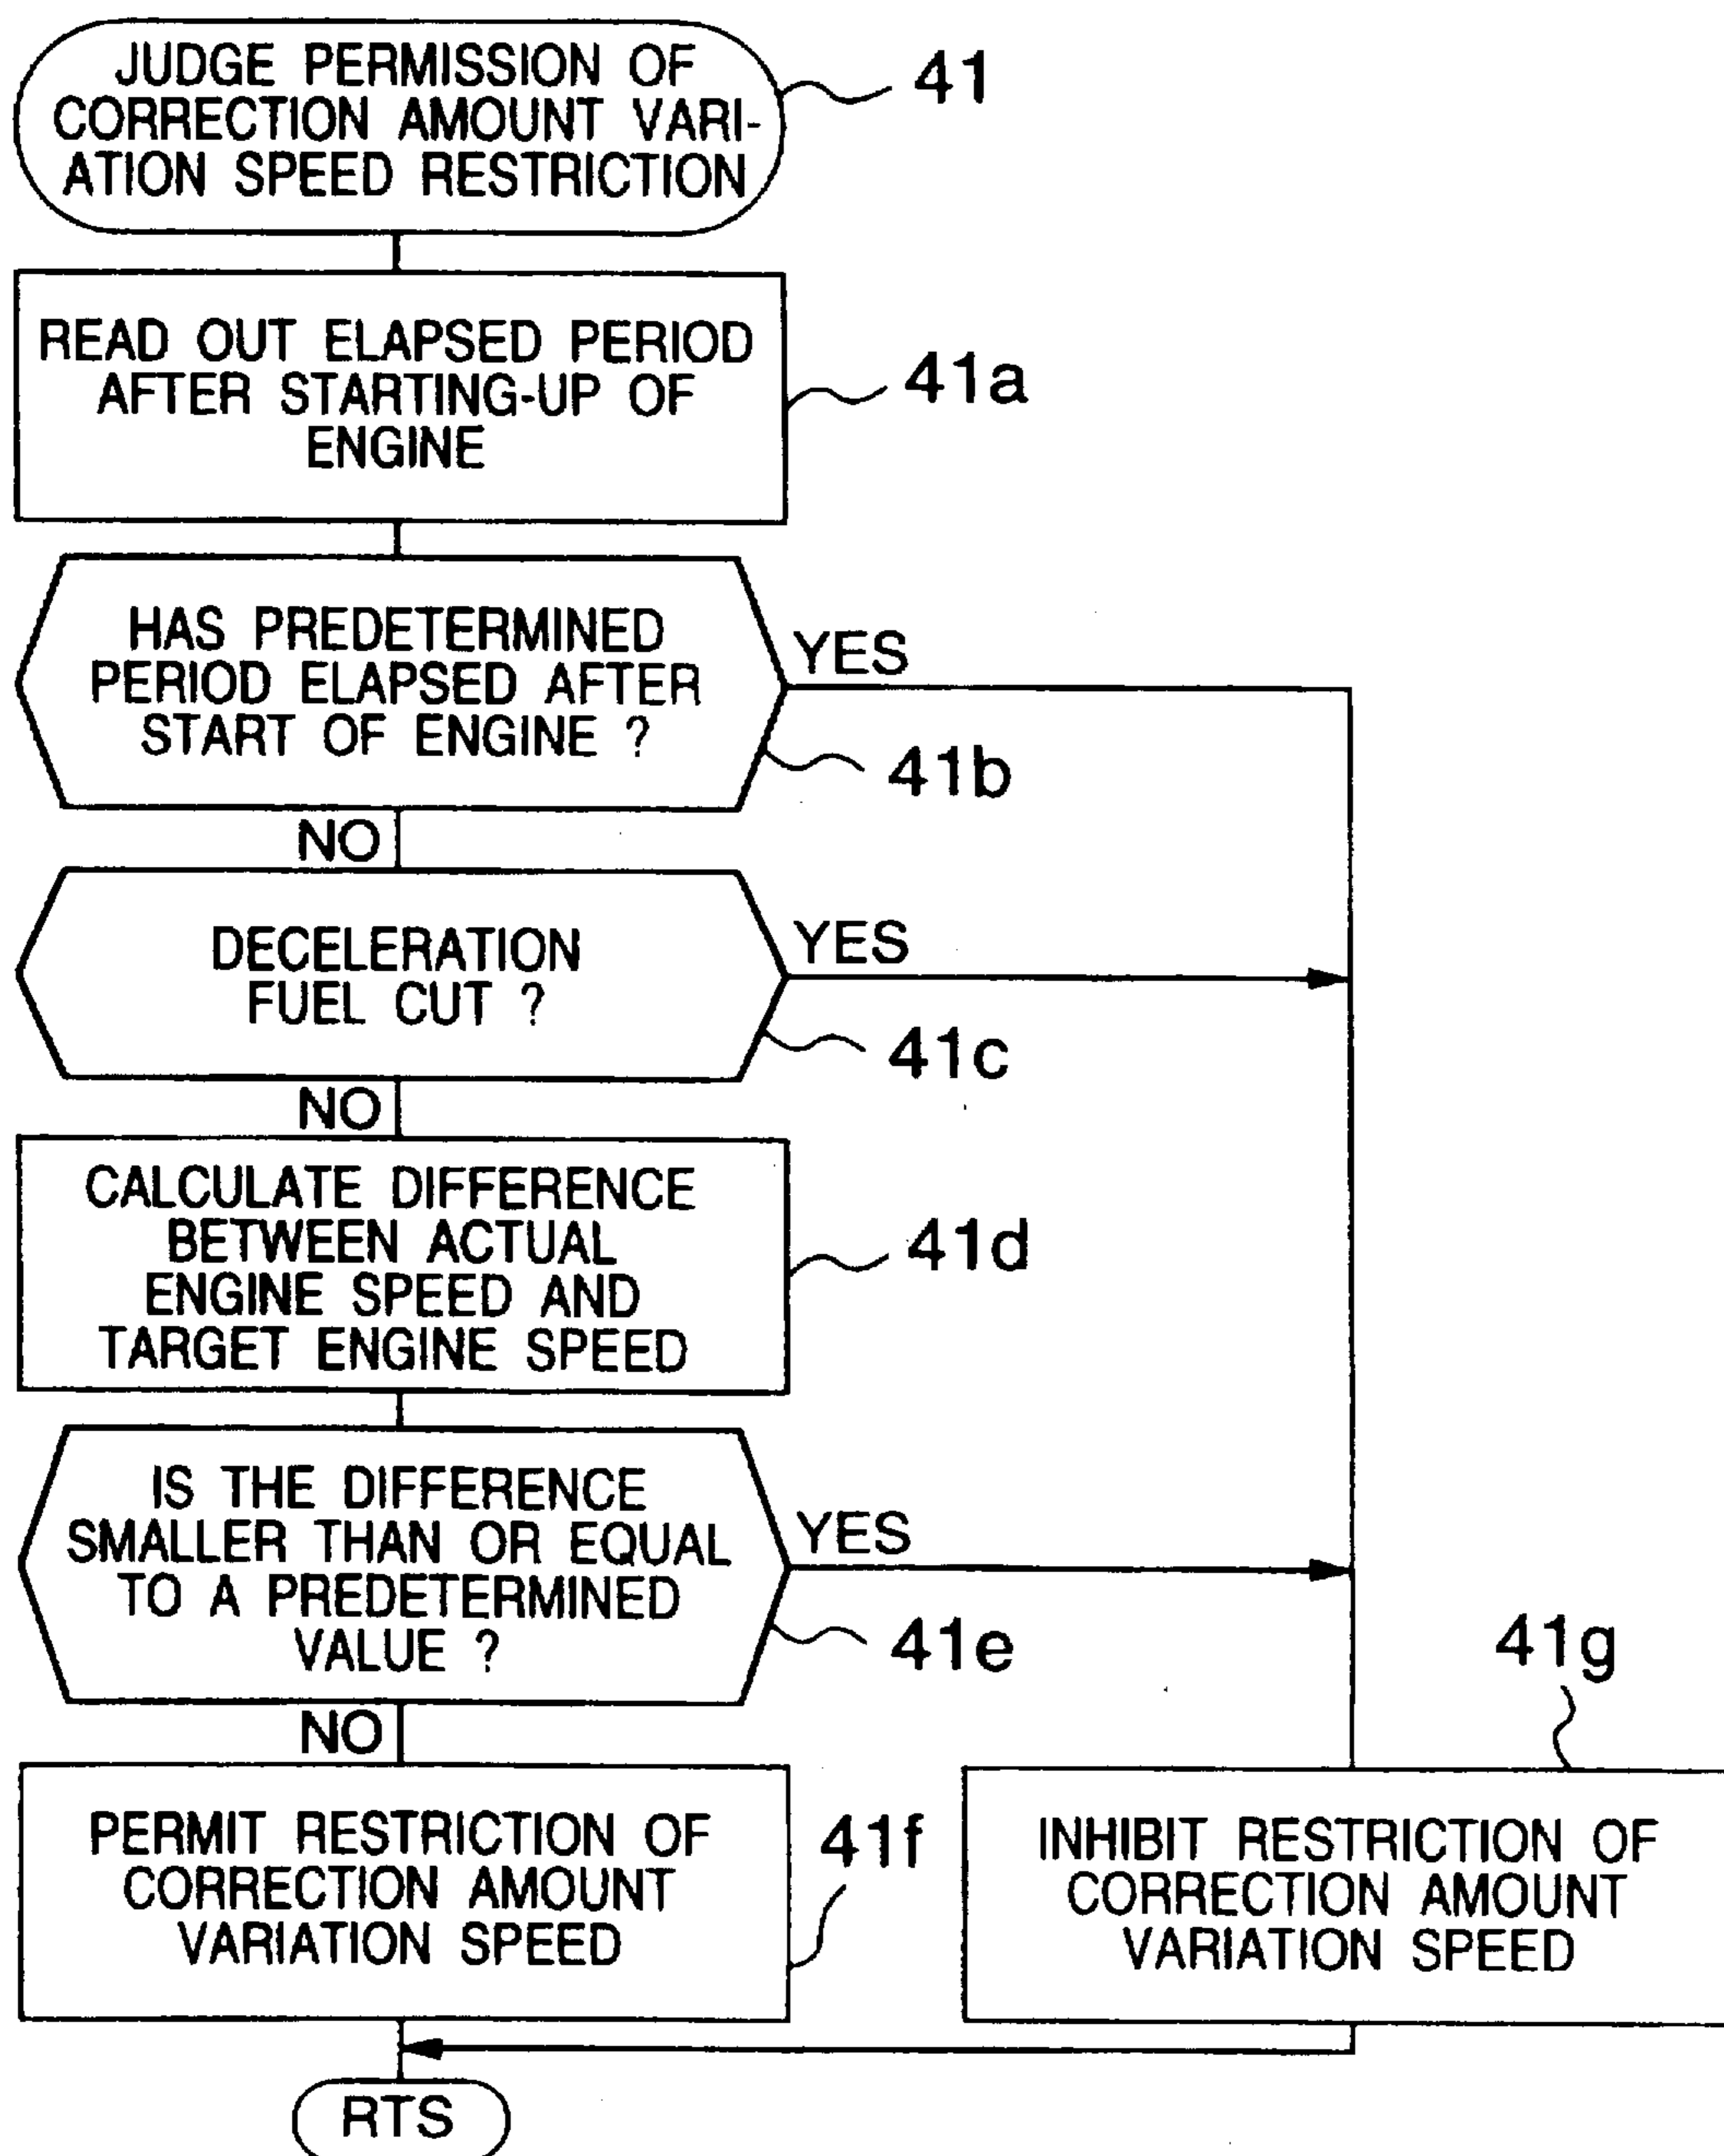 JUDGE PERMISSION OF
CORRECTION AMOUNT VARI-
ATION SPEED RESTRICTION
41
READ OUT ELAPSED PERIOD
AFTER STARTING-UP OF
ENGINE
41a
HAS PREDETERMINED
PERIOD ELAPSED AFTER
START OF ENGINE ?
YES
41b
NO
DECELERATION
FUEL CUT ?
YES
41c
NO
CALCULATE DIFFERENCE
BETWEEN ACTUAL
ENGINE SPEED AND
TARGET ENGINE SPEED
41d
IS THE DIFFERENCE
SMALLER THAN OR EQUAL
TO A PREDETERMINED
VALUE ?
YES
41e
NO
PERMIT RESTRICTION OF
CORRECTION AMOUNT
VARIATION SPEED
41f
41g
INHIBIT RESTRICTION OF
CORRECTION AMOUNT
VARIATION SPEED
RTS